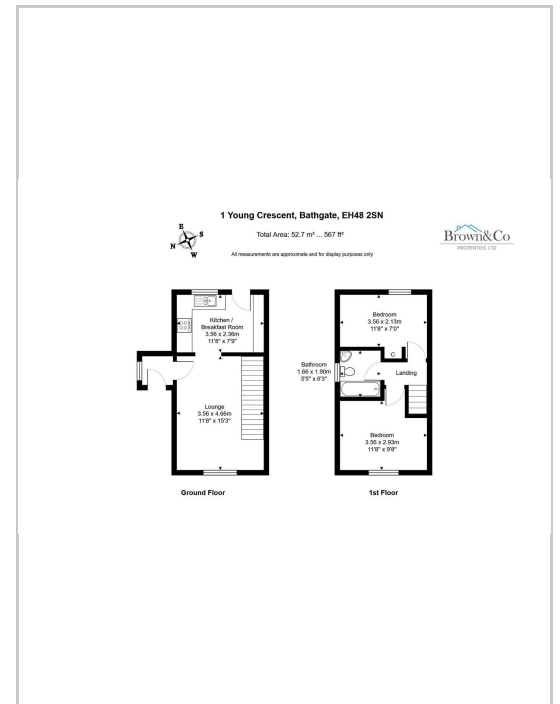 1 Young Crescent, Bathgate, EH48 2SN
Total Area: 52.7 m² ... 567 ft²
All measurements are approximate and for display purposes only
E
S
N
W
Brown&Co
PROPERTIES LTD
Kitchen /
Breakfast Room
3.56 x 2.36m
11'8" x 7'9"
Lounge
3.56 x 4.66m
11'8" x 15'3"
Ground Floor
Bedroom
3.56 x 2.13m
11'8" x 7'0"
C
Bathroom
1.66 x 1.90m
5'5" x 6'3"
Landing
Bedroom
3.56 x 2.93m
11'8" x 9'8"
1st Floor